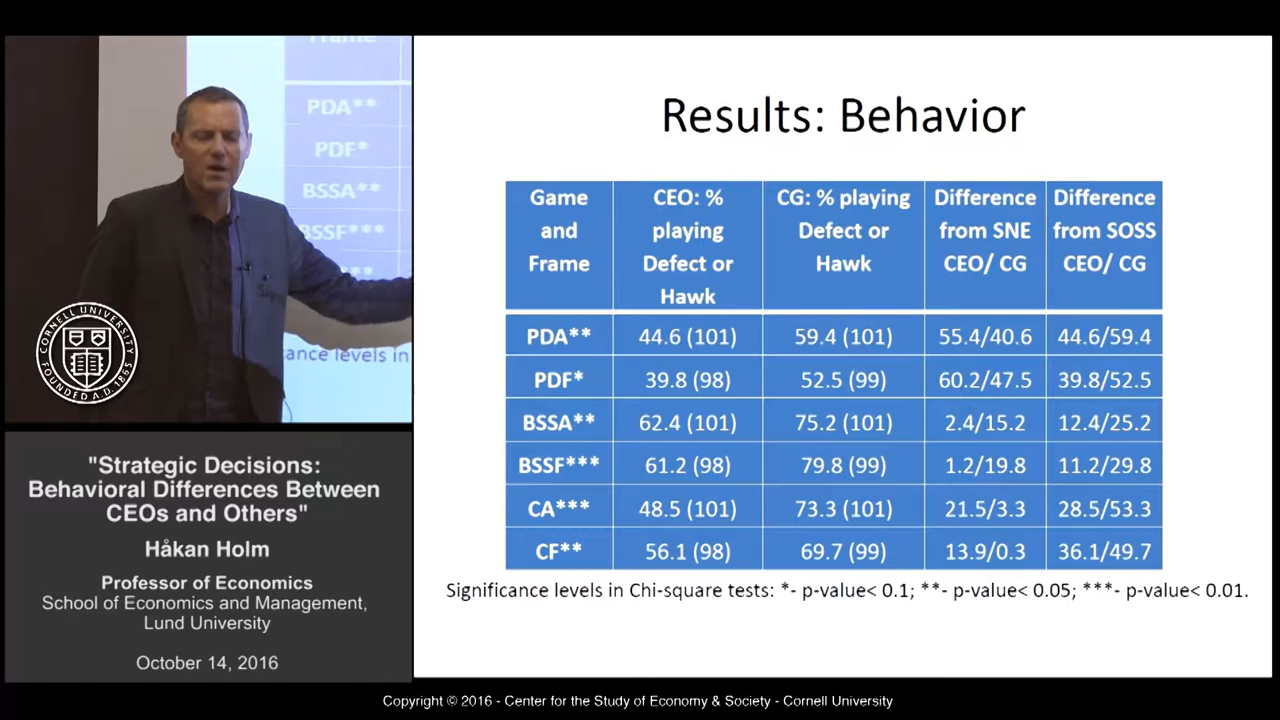 Frame
PDA**
PDF*
BSSA**
BSSF***
***
ance levels in
CORNELL UNIVERSITY
FOUNDED A.D. 1865
"Strategic Decisions:
Behavioral Differences Between
CEOs and Others"
Håkan Holm
Professor of Economics
School of Economics and Management,
Lund University
October 14, 2016
Results: Behavior
Game and Frame CEO: % playing Defect or Hawk CG: % playing Defect or Hawk Difference from SNE CEO/ CG Difference from SOSS CEO/ CG
PDA** 44.6 (101) 59.4 (101) 55.4/40.6 44.6/59.4
PDF* 39.8 (98) 52.5 (99) 60.2/47.5 39.8/52.5
BSSA** 62.4 (101) 75.2 (101) 2.4/15.2 12.4/25.2
BSSF*** 61.2 (98) 79.8 (99) 1.2/19.8 11.2/29.8
CA*** 48.5 (101) 73.3 (101) 21.5/3.3 28.5/53.3
CF** 56.1 (98) 69.7 (99) 13.9/0.3 36.1/49.7
Significance levels in Chi-square tests: *- p-value< 0.1; **- p-value< 0.05; ***- p-value< 0.01.
Copyright © 2016 - Center for the Study of Economy & Society - Cornell University